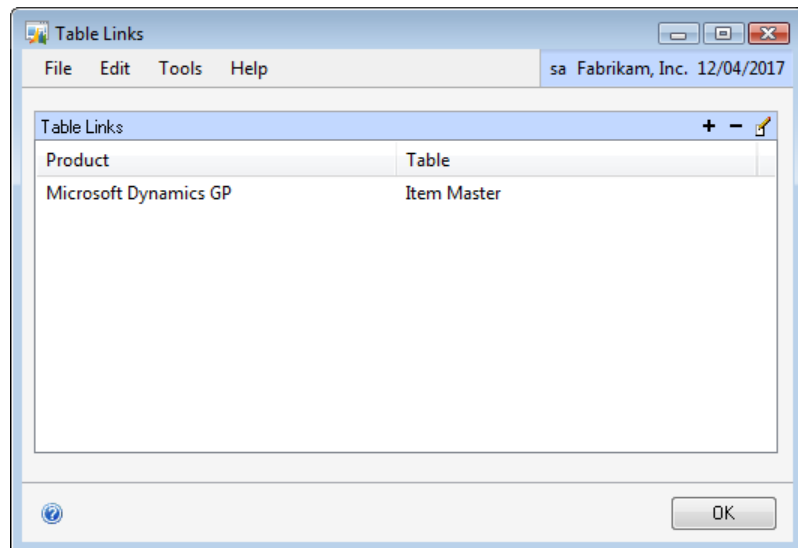 Table Links
File Edit Tools Help sa Fabrikam, Inc. 12/04/2017
Table Links
Product Table
Microsoft Dynamics GP Item Master
OK